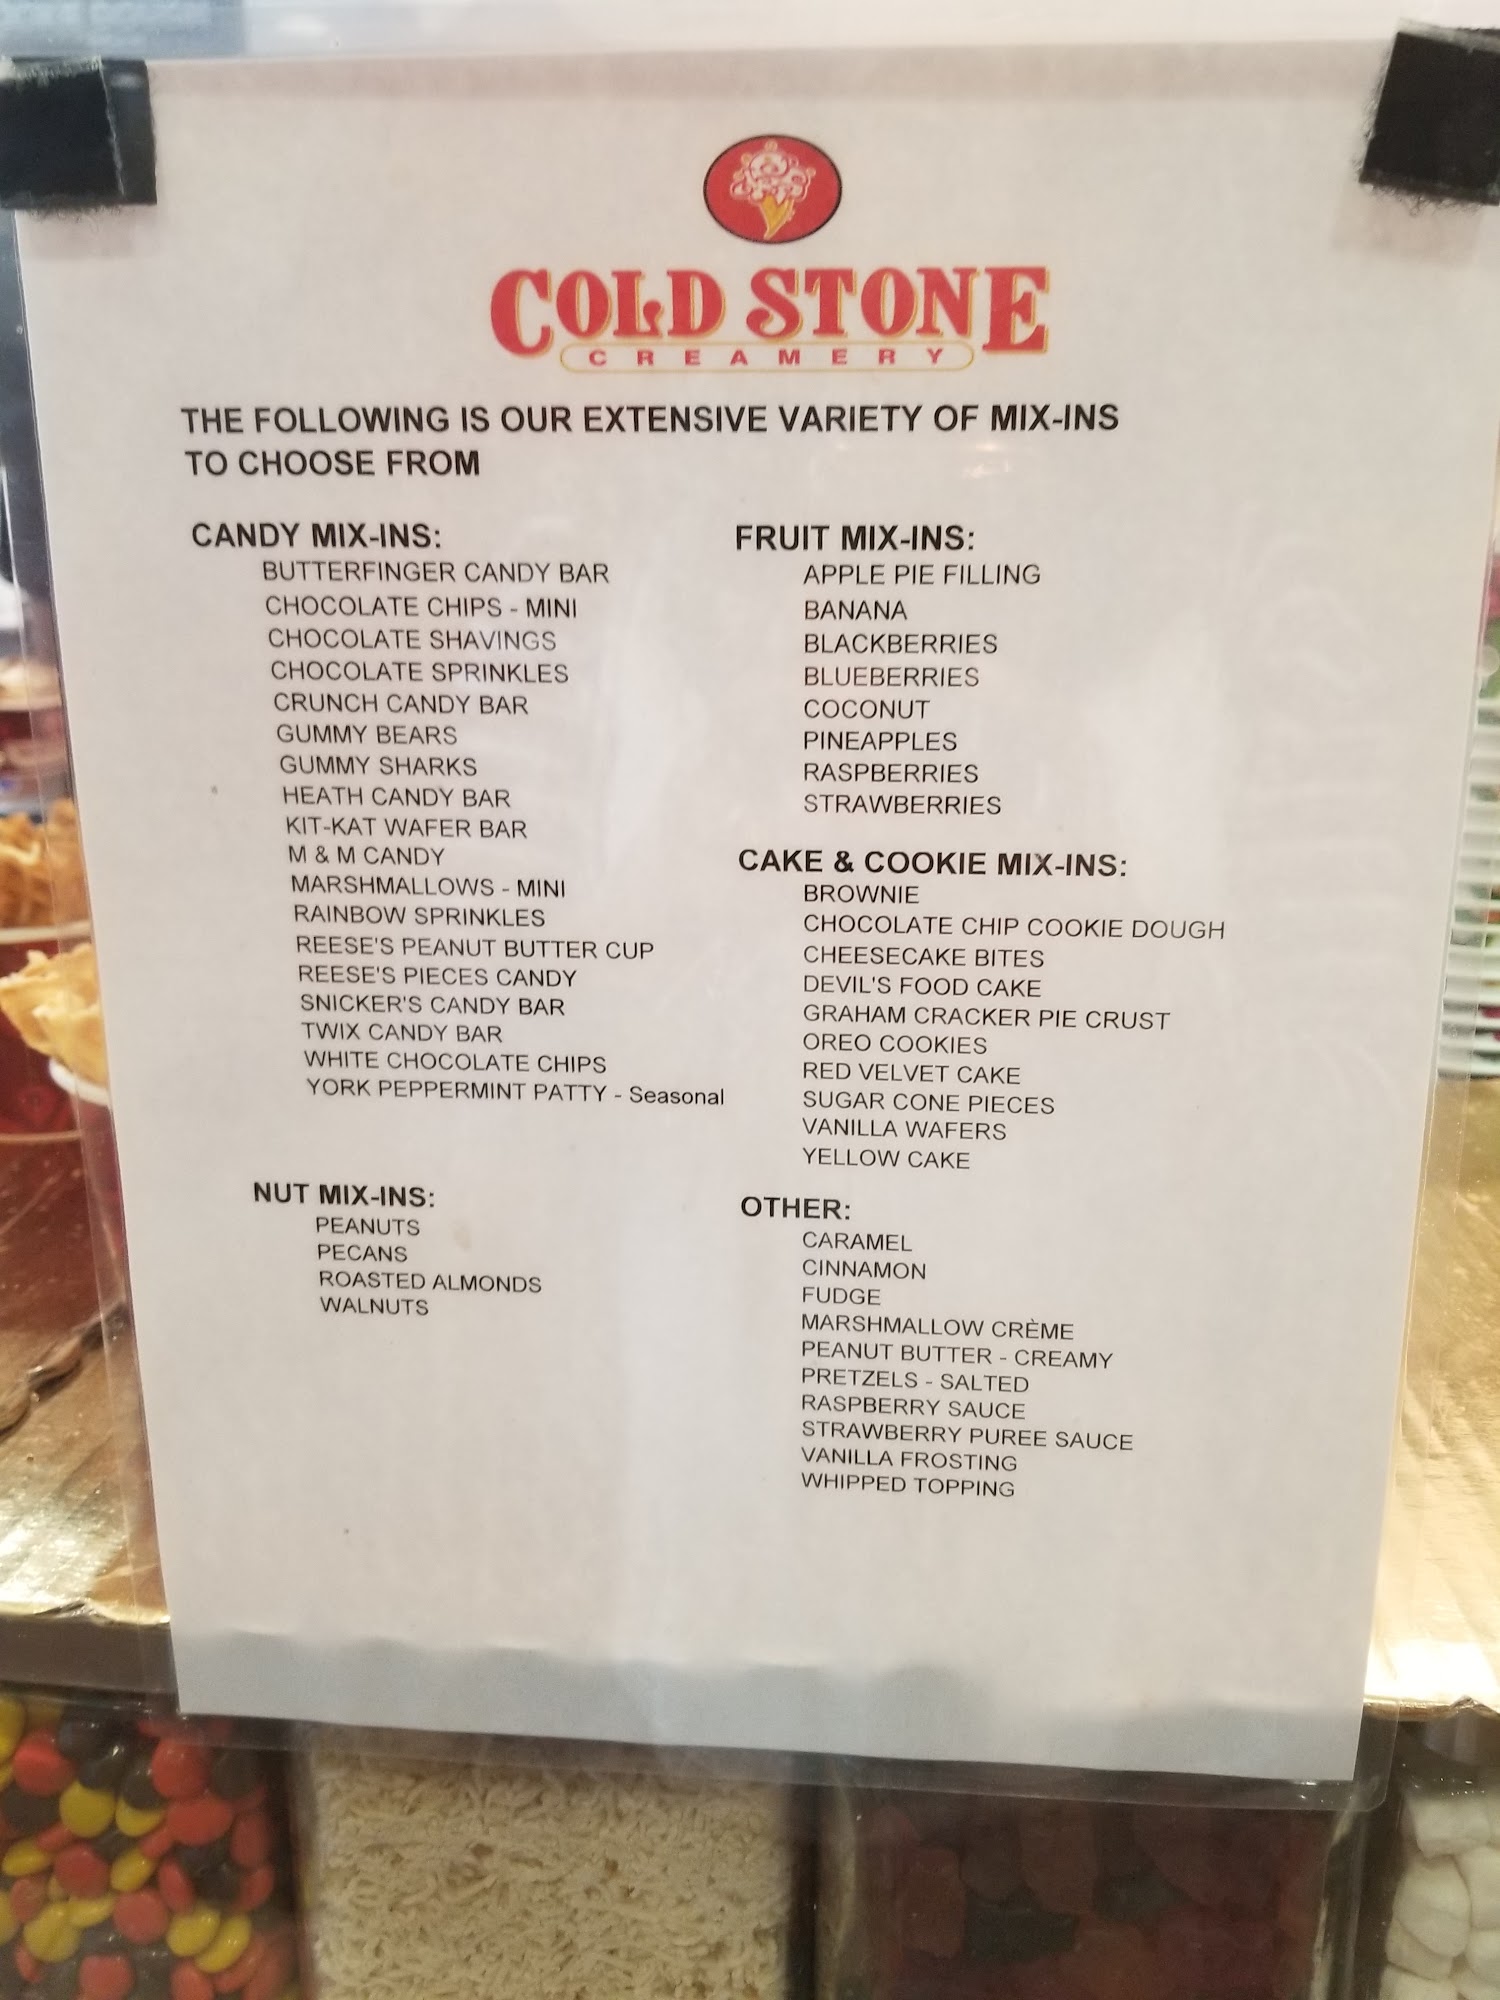 COLD STONE
CREAMERY
THE FOLLOWING IS OUR EXTENSIVE VARIETY OF MIX-INS
TO CHOOSE FROM
CANDY MIX-INS:
BUTTERFINGER CANDY BAR
CHOCOLATE CHIPS - MINI
CHOCOLATE SHAVINGS
CHOCOLATE SPRINKLES
CRUNCH CANDY BAR
GUMMY BEARS
GUMMY SHARKS
HEATH CANDY BAR
KIT-KAT WAFER BAR
M & M CANDY
MARSHMALLOWS - MINI
RAINBOW SPRINKLES
REESE'S PEANUT BUTTER CUP
REESE'S PIECES CANDY
SNICKER'S CANDY BAR
TWIX CANDY BAR
WHITE CHOCOLATE CHIPS
YORK PEPPERMINT PATTY - Seasonal
NUT MIX-INS:
PEANUTS
PECANS
ROASTED ALMONDS
WALNUTS
FRUIT MIX-INS:
APPLE PIE FILLING
BANANA
BLACKBERRIES
BLUEBERRIES
COCONUT
PINEAPPLES
RASPBERRIES
STRAWBERRIES
CAKE & COOKIE MIX-INS:
BROWNIE
CHOCOLATE CHIP COOKIE DOUGH
CHEESECAKE BITES
DEVIL'S FOOD CAKE
GRAHAM CRACKER PIE CRUST
OREO COOKIES
RED VELVET CAKE
SUGAR CONE PIECES
VANILLA WAFERS
YELLOW CAKE
OTHER:
CARAMEL
CINNAMON
FUDGE
MARSHMALLOW CRÈME
PEANUT BUTTER - CREAMY
PRETZELS - SALTED
RASPBERRY SAUCE
STRAWBERRY PUREE SAUCE
VANILLA FROSTING
WHIPPED TOPPING